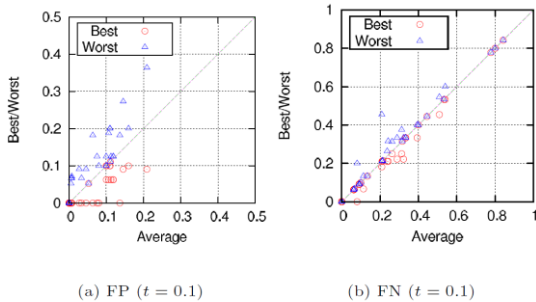 0.5
0.4
0.3
0.2
0.1
0
Best/Worst
Best
Worst
0 0.1 0.2 0.3 0.4 0.5
Average
(a) FP (t = 0.1)
1
0.8
0.6
0.4
0.2
0
Best/Worst
Best
Worst
0 0.2 0.4 0.6 0.8 1
Average
(b) FN (t = 0.1)